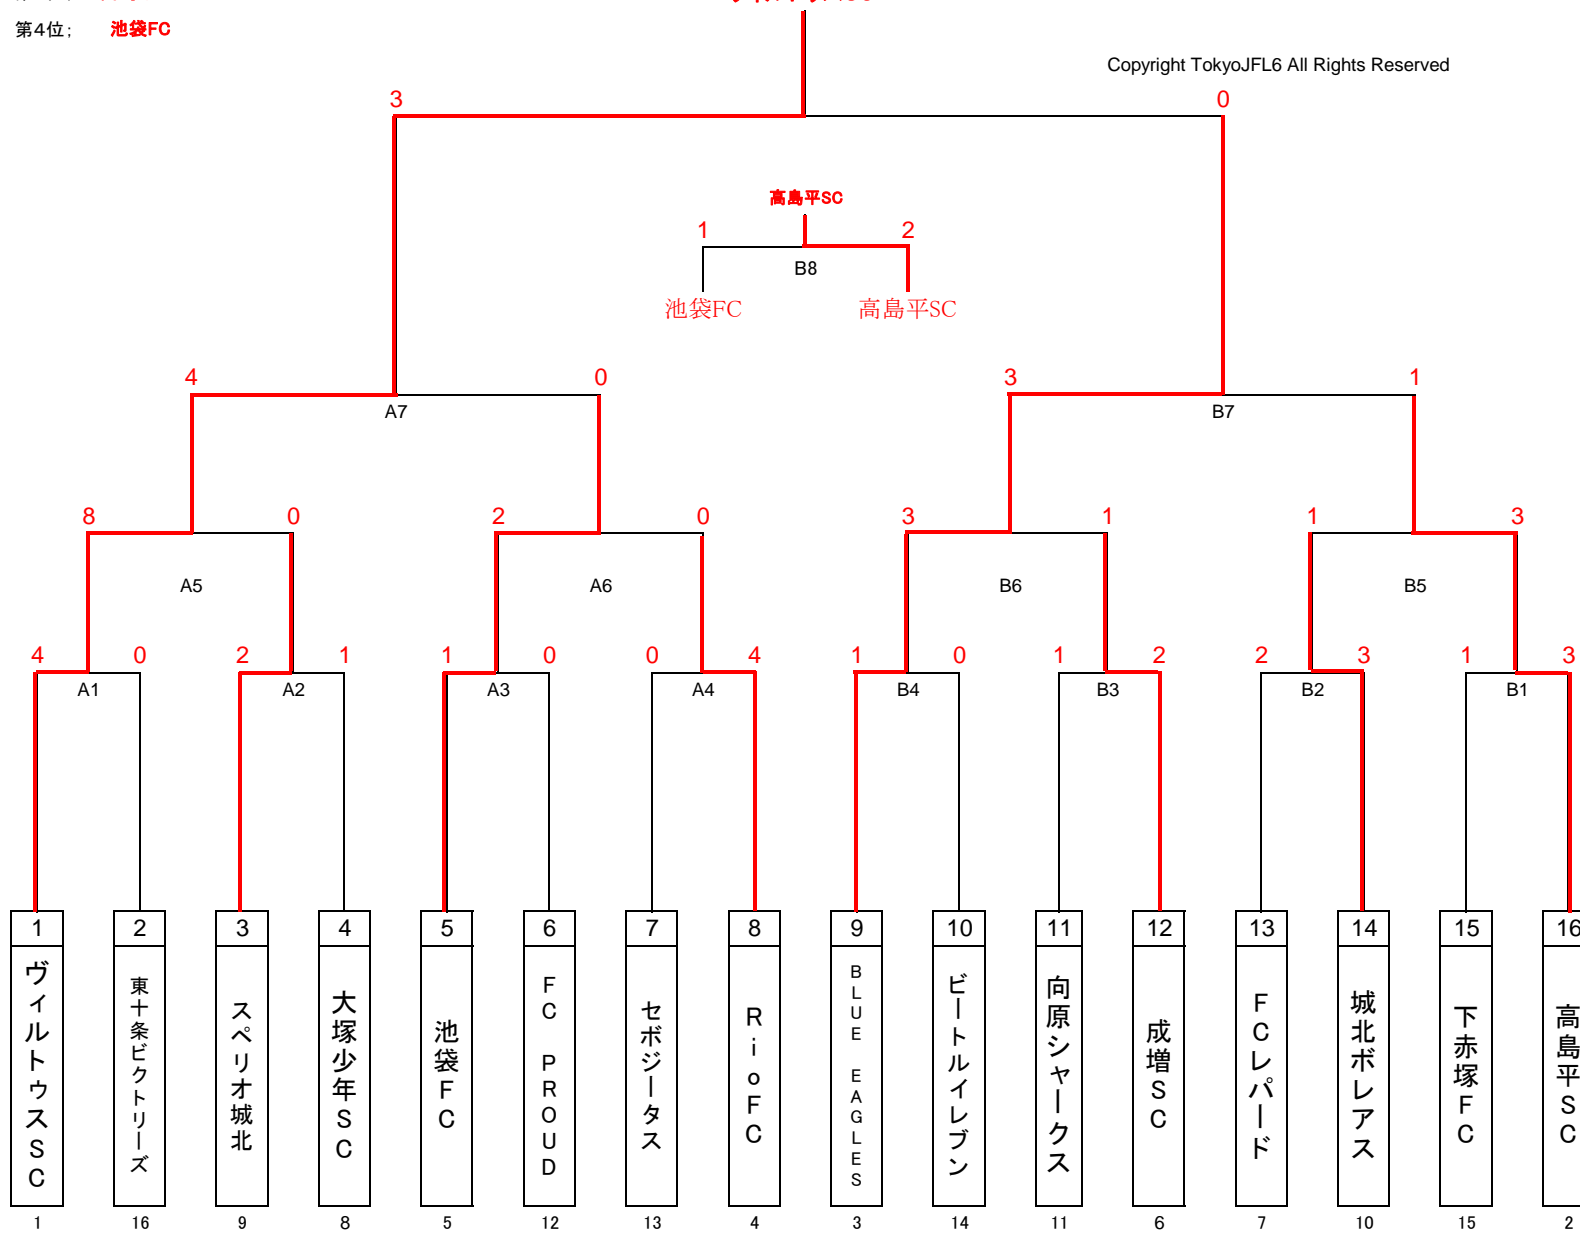 第4位; 池袋FC
Copyright TokyoJFL6 All Rights Reserved
3 0
高島平SC
1 2
B8
池袋FC 高島平SC
4 0 3 1
A7 B7
8 0 2 0 3 1 1 3
A5 A6 B6 B5
4 0 2 1 1 0 0 4 1 0 1 2 2 3 1 3
A1 A2 A3 A4 B4 B3 B2 B1
1 2 3 4 5 6 7 8 9 10 11 12 13 14 15 16
ヴィルトゥスSC
東十条ビクトリーズ
スペリオ城北
大塚少年SC
池袋FC
FC PROUD
セボジータス
RioFC
BLUE EAGLES
ビートルイレブン
向原シャークス
成増SC
FCレパード
城北ボレアス
下赤塚FC
高島平SC
1 16 9 8 5 12 13 4 3 14 11 6 7 10 15 2